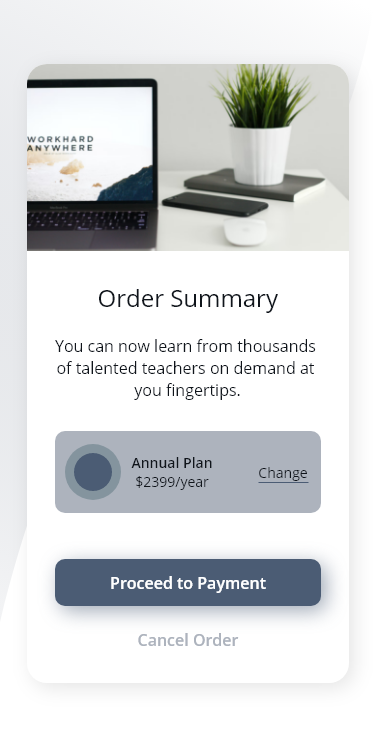 WORKHARD
ANYWHERE
Order Summary
You can now learn from thousands
of talented teachers on demand at
you fingertips.
Annual Plan
$2399/year
Change
Proceed to Payment
Cancel Order